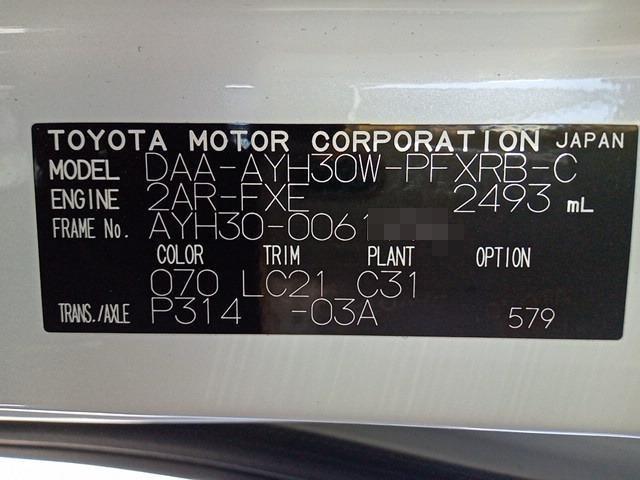 TOYOTA MOTOR CORPORATION JAPAN
MODEL DAA-AYH30W-PFXRB-C
ENGINE 2AR-FXE 2493 mL
FRAME No. AYH30-0061
COLOR TRIM PLANT OPTION
070 LC21 C31
TRANS./AXLE P314 -03A 579